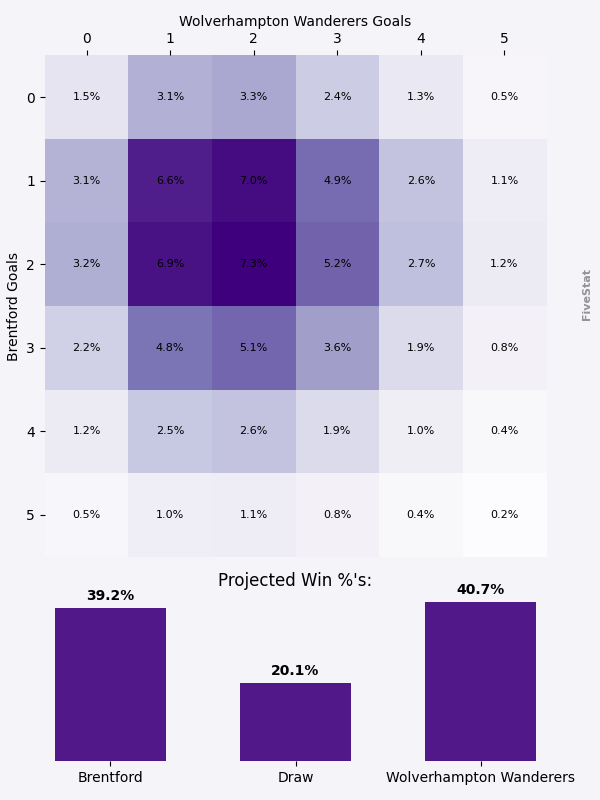 Wolverhampton Wanderers Goals
0 1 2 3 4 5
0 1.5% 3.1% 3.3% 2.4% 1.3% 0.5%
1 3.1% 6.6% 7.0% 4.9% 2.6% 1.1%
2 3.2% 6.9% 7.3% 5.2% 2.7% 1.2%
3 2.2% 4.8% 5.1% 3.6% 1.9% 0.8%
4 1.2% 2.5% 2.6% 1.9% 1.0% 0.4%
5 0.5% 1.0% 1.1% 0.8% 0.4% 0.2%
Brentford Goals
FiveStat
Projected Win %'s:
39.2% 20.1% 40.7%
Brentford Draw Wolverhampton Wanderers